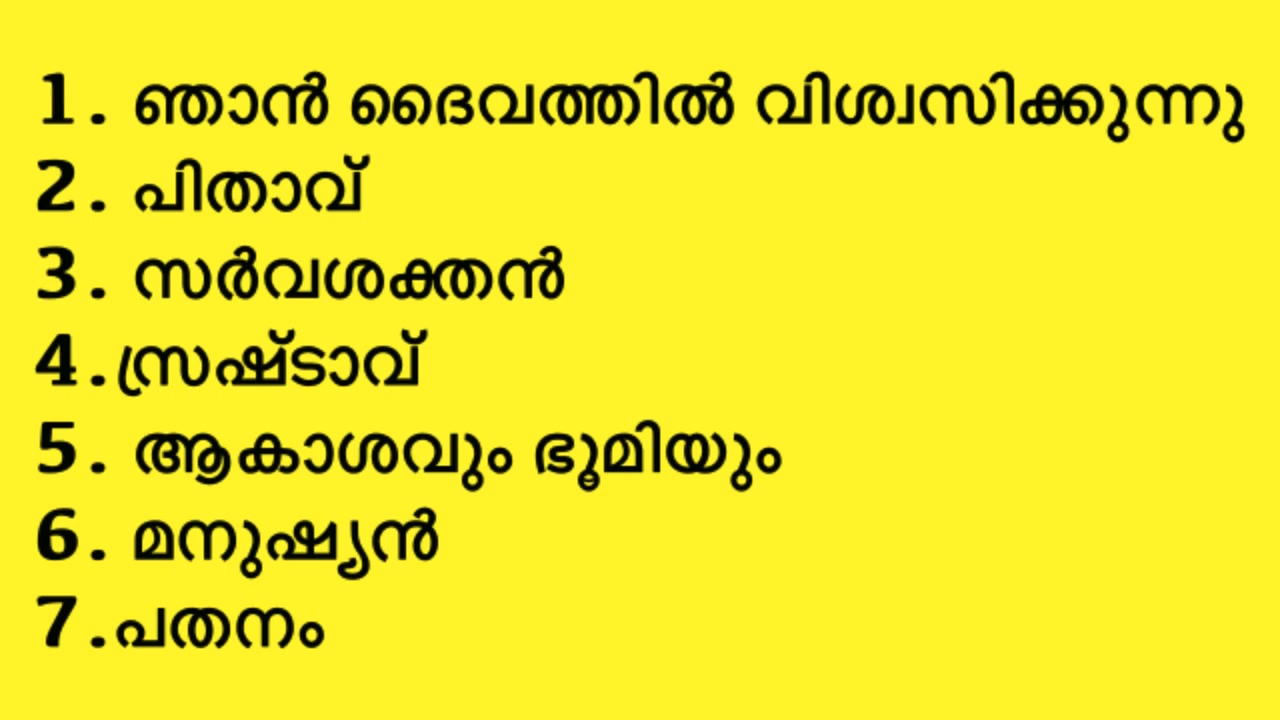 1. ഞാൻ ദൈവത്തിൽ വിശ്വസിക്കുന്നു
2. പിതാവ്
3. സർവശക്തൻ
4.സ്രഷ്ടാവ്
5. ആകാശവും ഭൂമിയും
6. മനുഷ്യൻ
7.പതനം